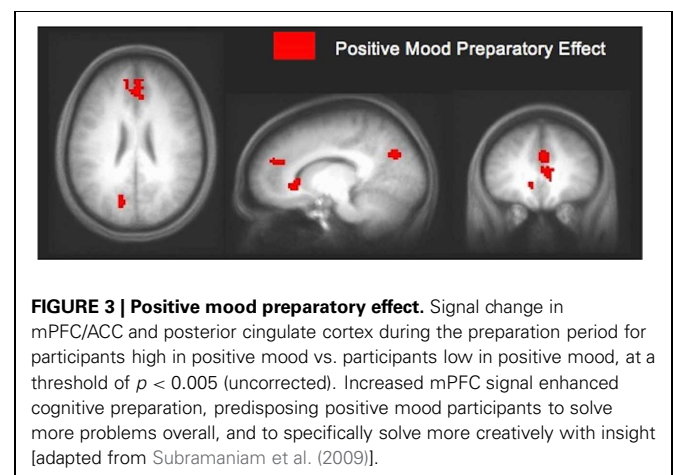 Positive Mood Preparatory Effect
FIGURE 3 | Positive mood preparatory effect. Signal change in
mPFC/ACC and posterior cingulate cortex during the preparation period for
participants high in positive mood vs. participants low in positive mood, at a
threshold of p < 0.005 (uncorrected). Increased mPFC signal enhanced
cognitive preparation, predisposing positive mood participants to solve
more problems overall, and to specifically solve more creatively with insight
[adapted from Subramaniam et al. (2009)].